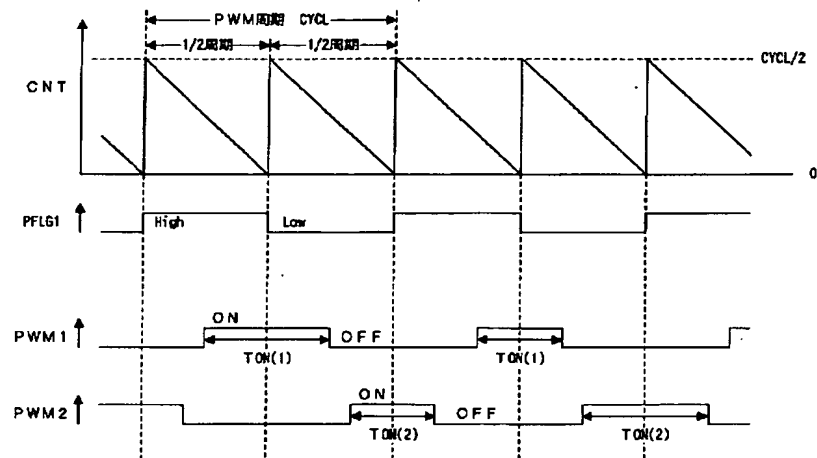 PWM周期 CYCL
1/2周期 1/2周期
CYCL/2
CNT
0
PFLG1 High Low
ON
PWM1 OFF
TON(1) TON(1)
ON
PWM2 OFF
TON(2) TON(2)